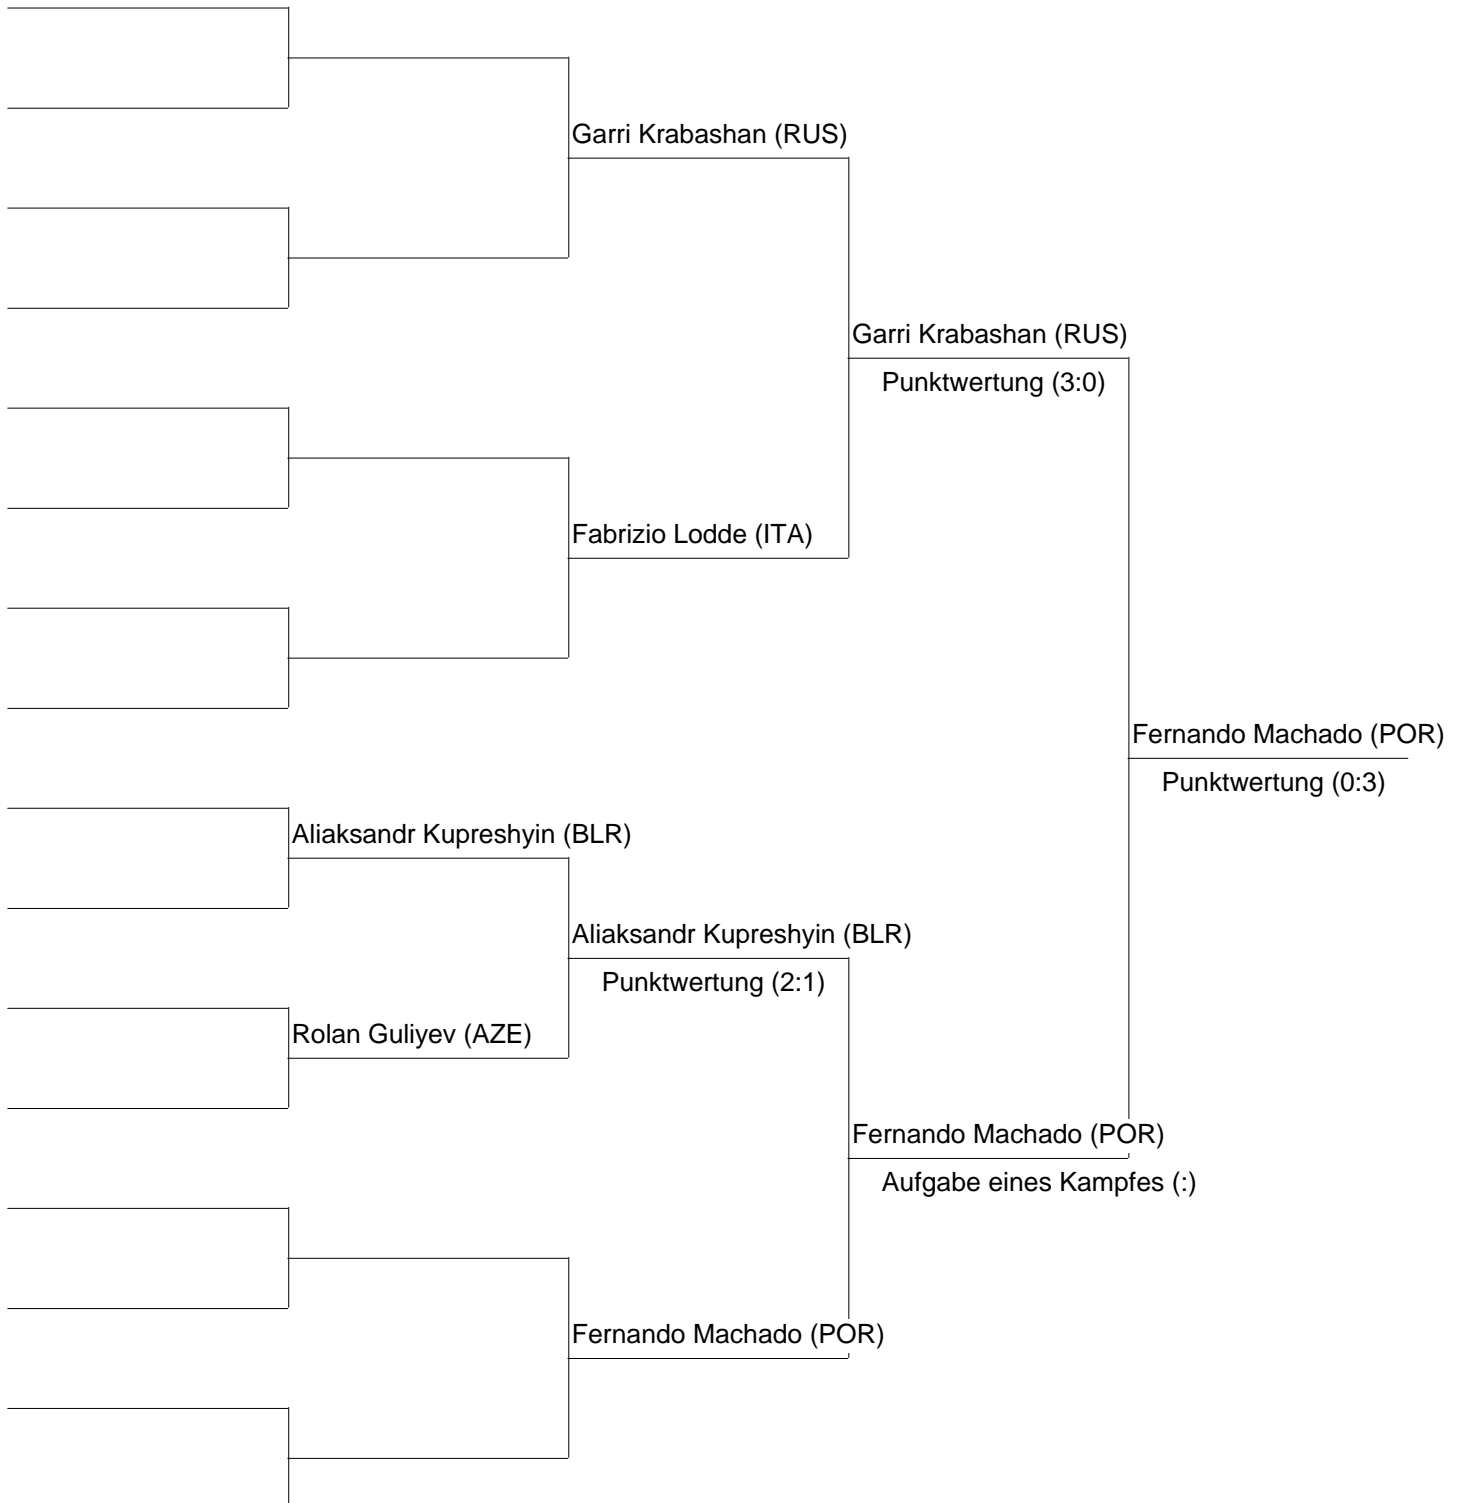 Garri Krabashan (RUS)
Garri Krabashan (RUS)
Punktwertung (3:0)
Fabrizio Lodde (ITA)
Fernando Machado (POR)
Punktwertung (0:3)
Aliaksandr Kupreshyin (BLR)
Aliaksandr Kupreshyin (BLR)
Punktwertung (2:1)
Rolan Guliyev (AZE)
Fernando Machado (POR)
Aufgabe eines Kampfes (:)
Fernando Machado (POR)